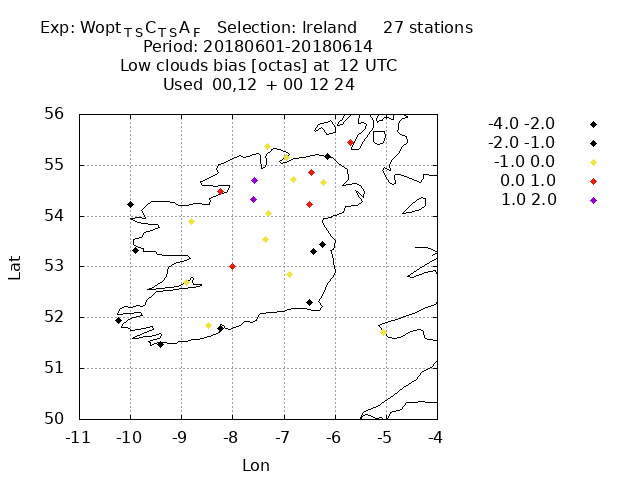 Exp: Wopt_TS C_TS A_F Selection: Ireland 27 stations
Period: 20180601-20180614
Low clouds bias [octas] at 12 UTC
Used 00,12 + 00 12 24
-4.0 -2.0
-2.0 -1.0
-1.0 0.0
0.0 1.0
1.0 2.0
56
55
54
53
52
51
50
Lat
-11 -10 -9 -8 -7 -6 -5 -4
Lon